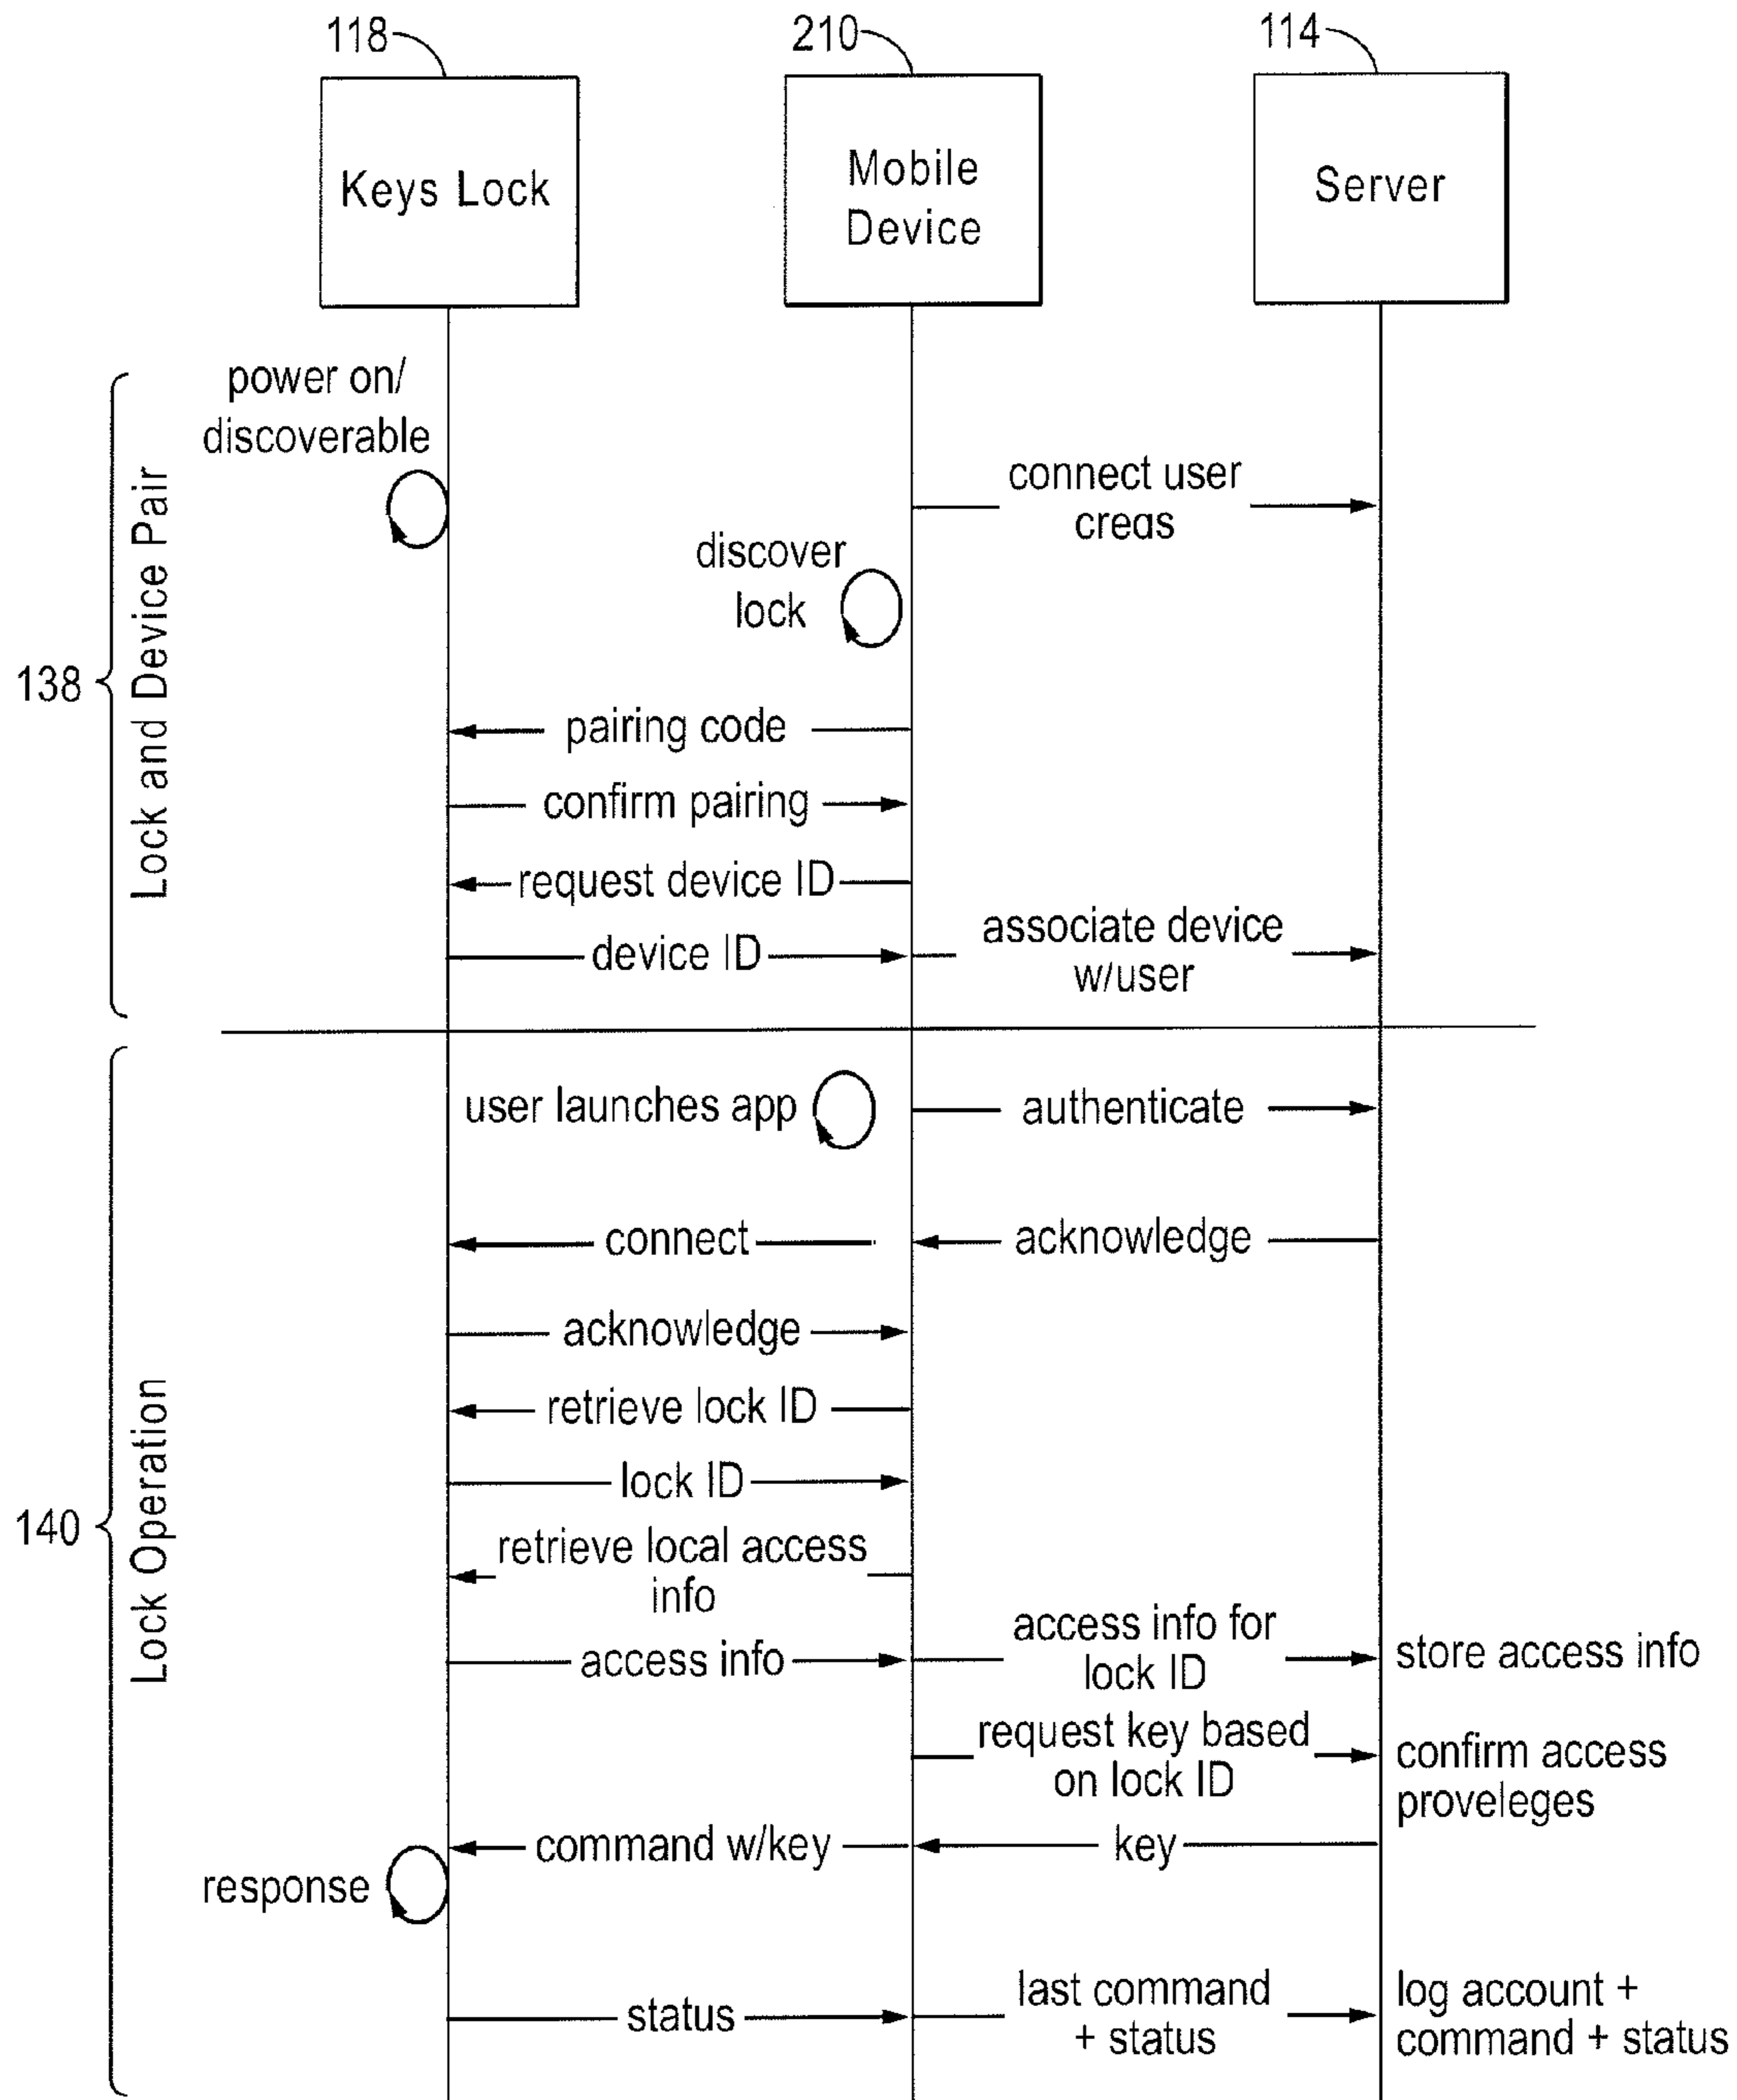 118
210
114
Keys Lock
Mobile
Device
Server
138
Lock and Device Pair
power on/
discoverable
connect user
creas
discover
lock
pairing code
confirm pairing
request device ID
device ID
associate device
w/user
140
Lock Operation
user launches app
authenticate
connect
acknowledge
acknowledge
retrieve lock ID
lock ID
retrieve local access
info
access info
access info for
lock ID
store access info
request key based
on lock ID
confirm access
proveleges
command w/key
key
response
status
last command
+ status
log account +
command + status